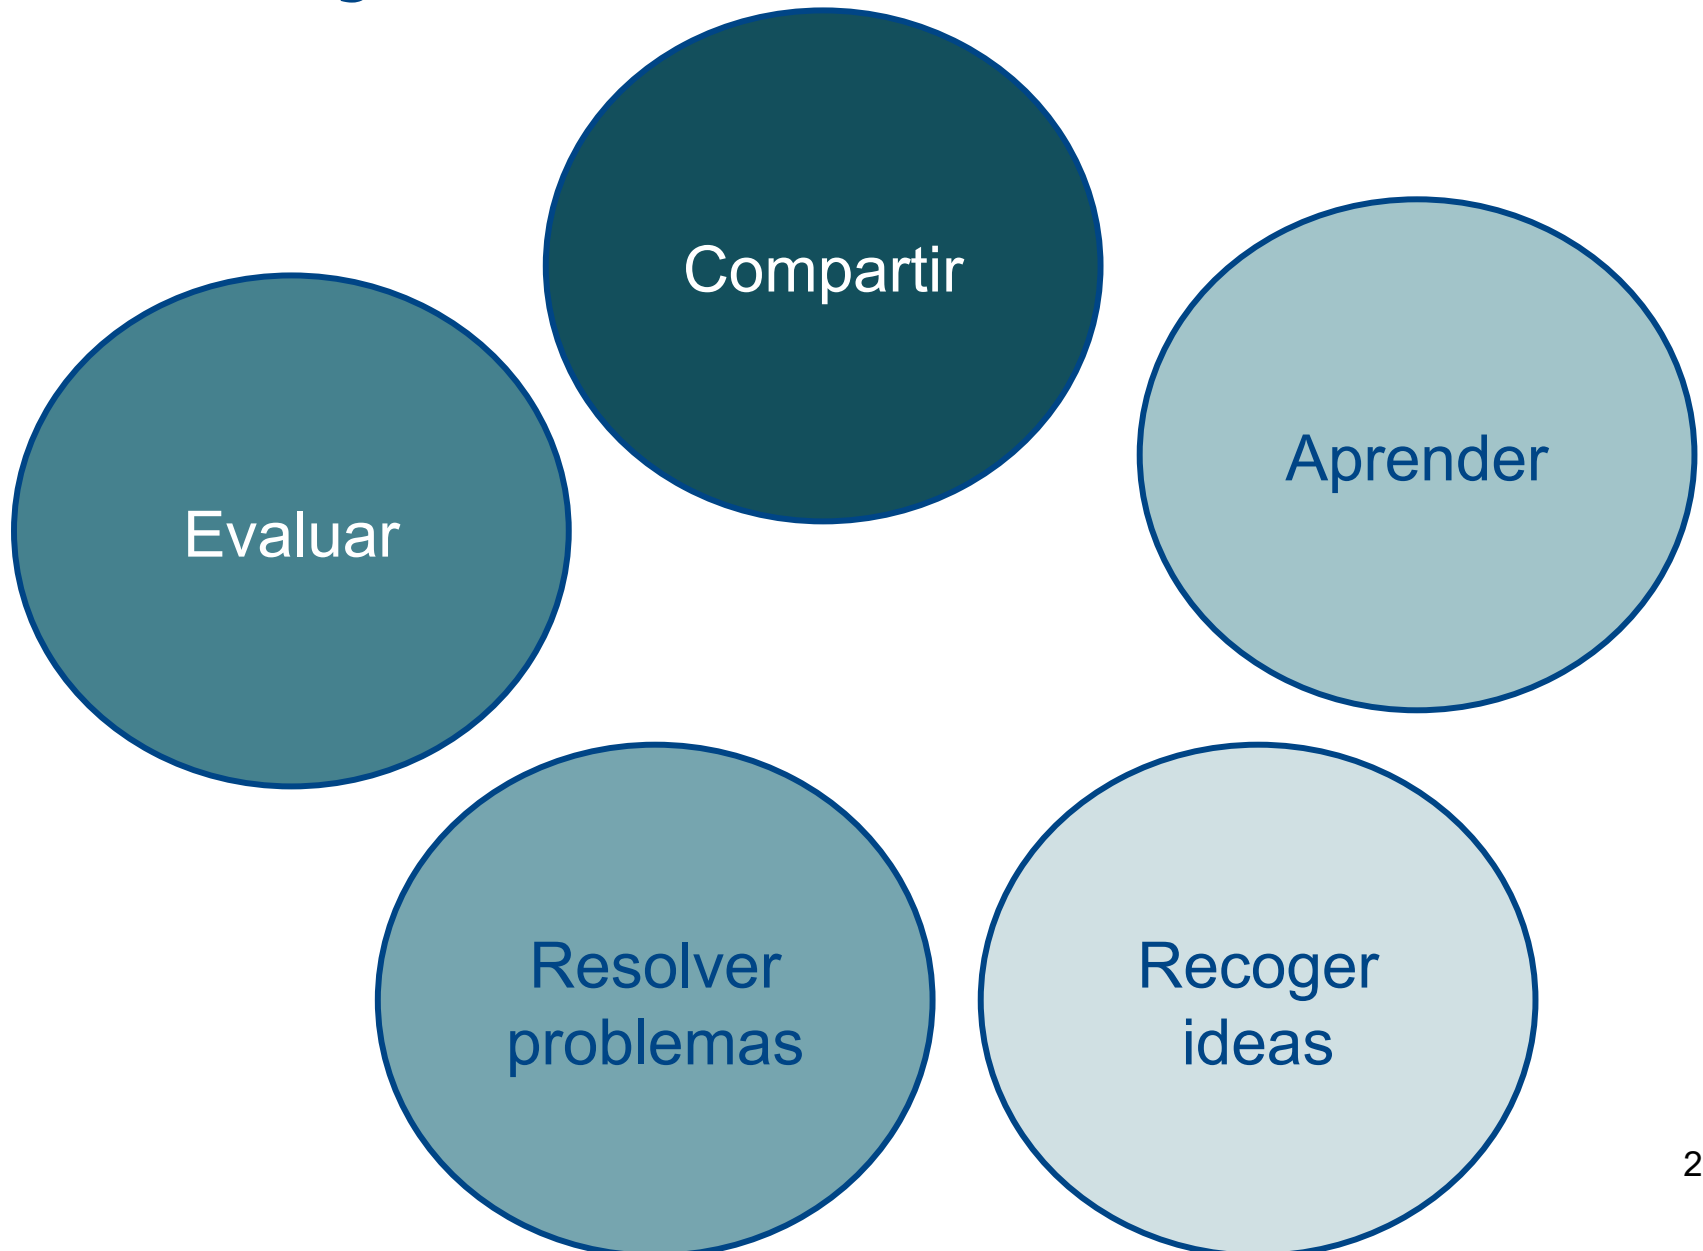 Compartir
Aprender
Evaluar
Resolver
problemas
Recoger
ideas
2